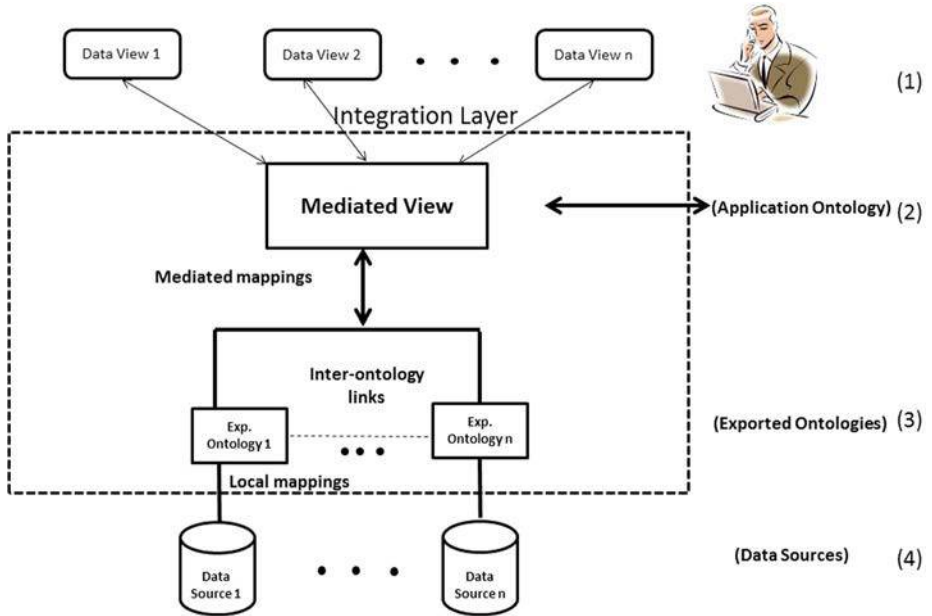 Data View 1
Data View 2
• • •
Data View n
(1)
Integration Layer
Mediated View
(Application Ontology)
(2)
Mediated mappings
Inter-ontology
links
Exp.
Ontology 1
• • •
Exp.
Ontology n
(Exported Ontologies)
(3)
Local mappings
Data
Source 1
• • •
Data
Source n
(Data Sources)
(4)